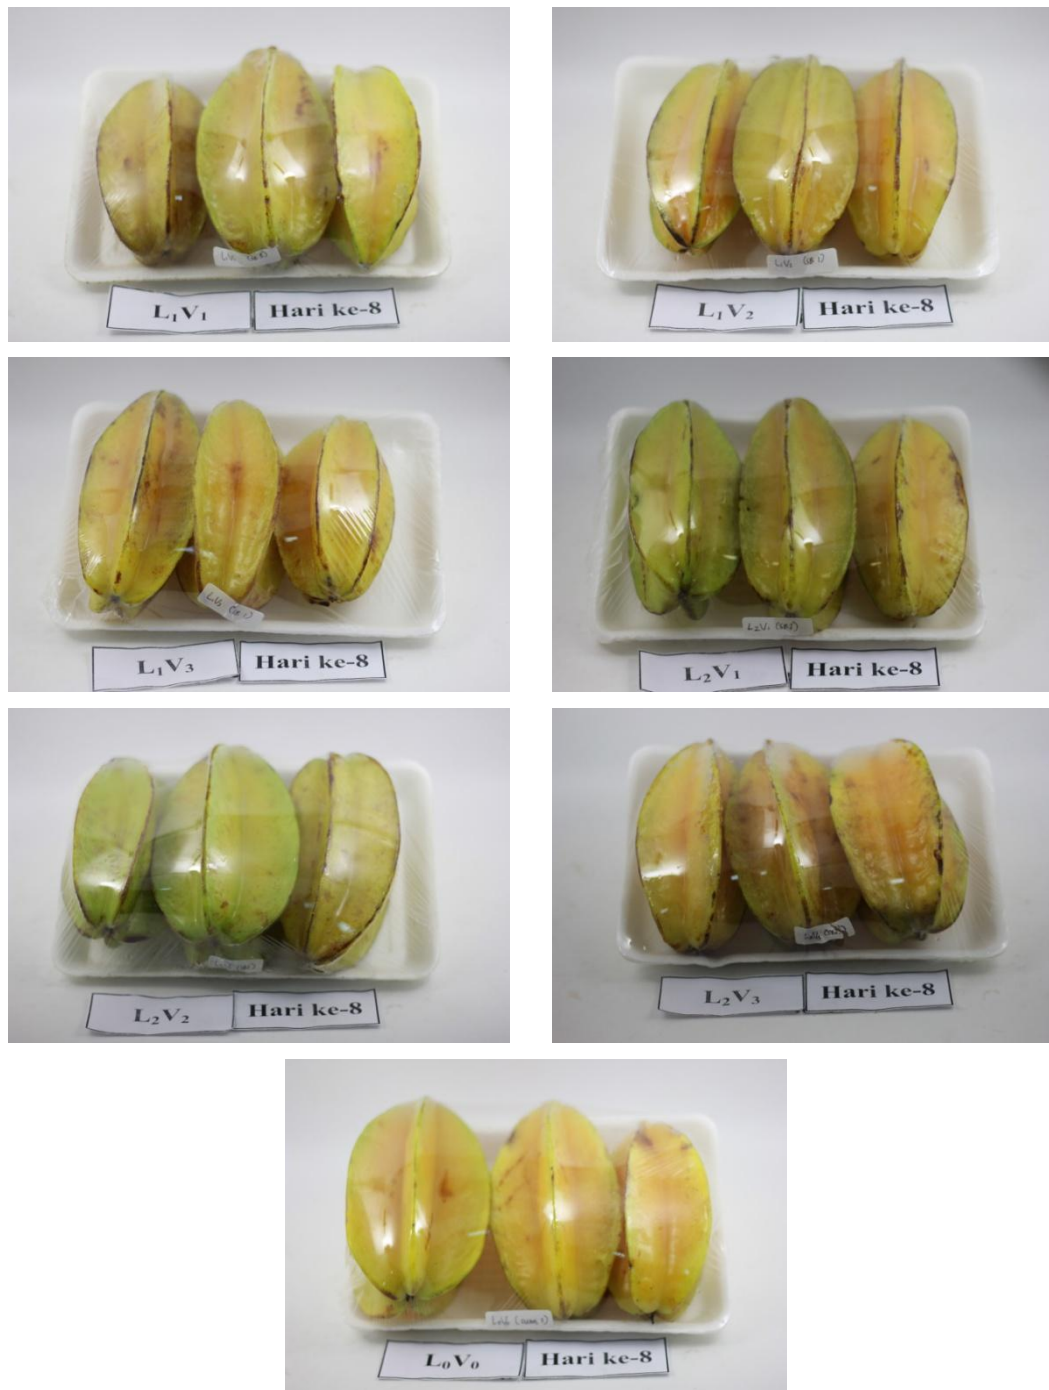 L₁V₁ Hari ke-8
L₁V₂ Hari ke-8
L₁V₃ Hari ke-8
L₂V₁ Hari ke-8
L₂V₂ Hari ke-8
L₂V₃ Hari ke-8
L₀V₀ Hari ke-8